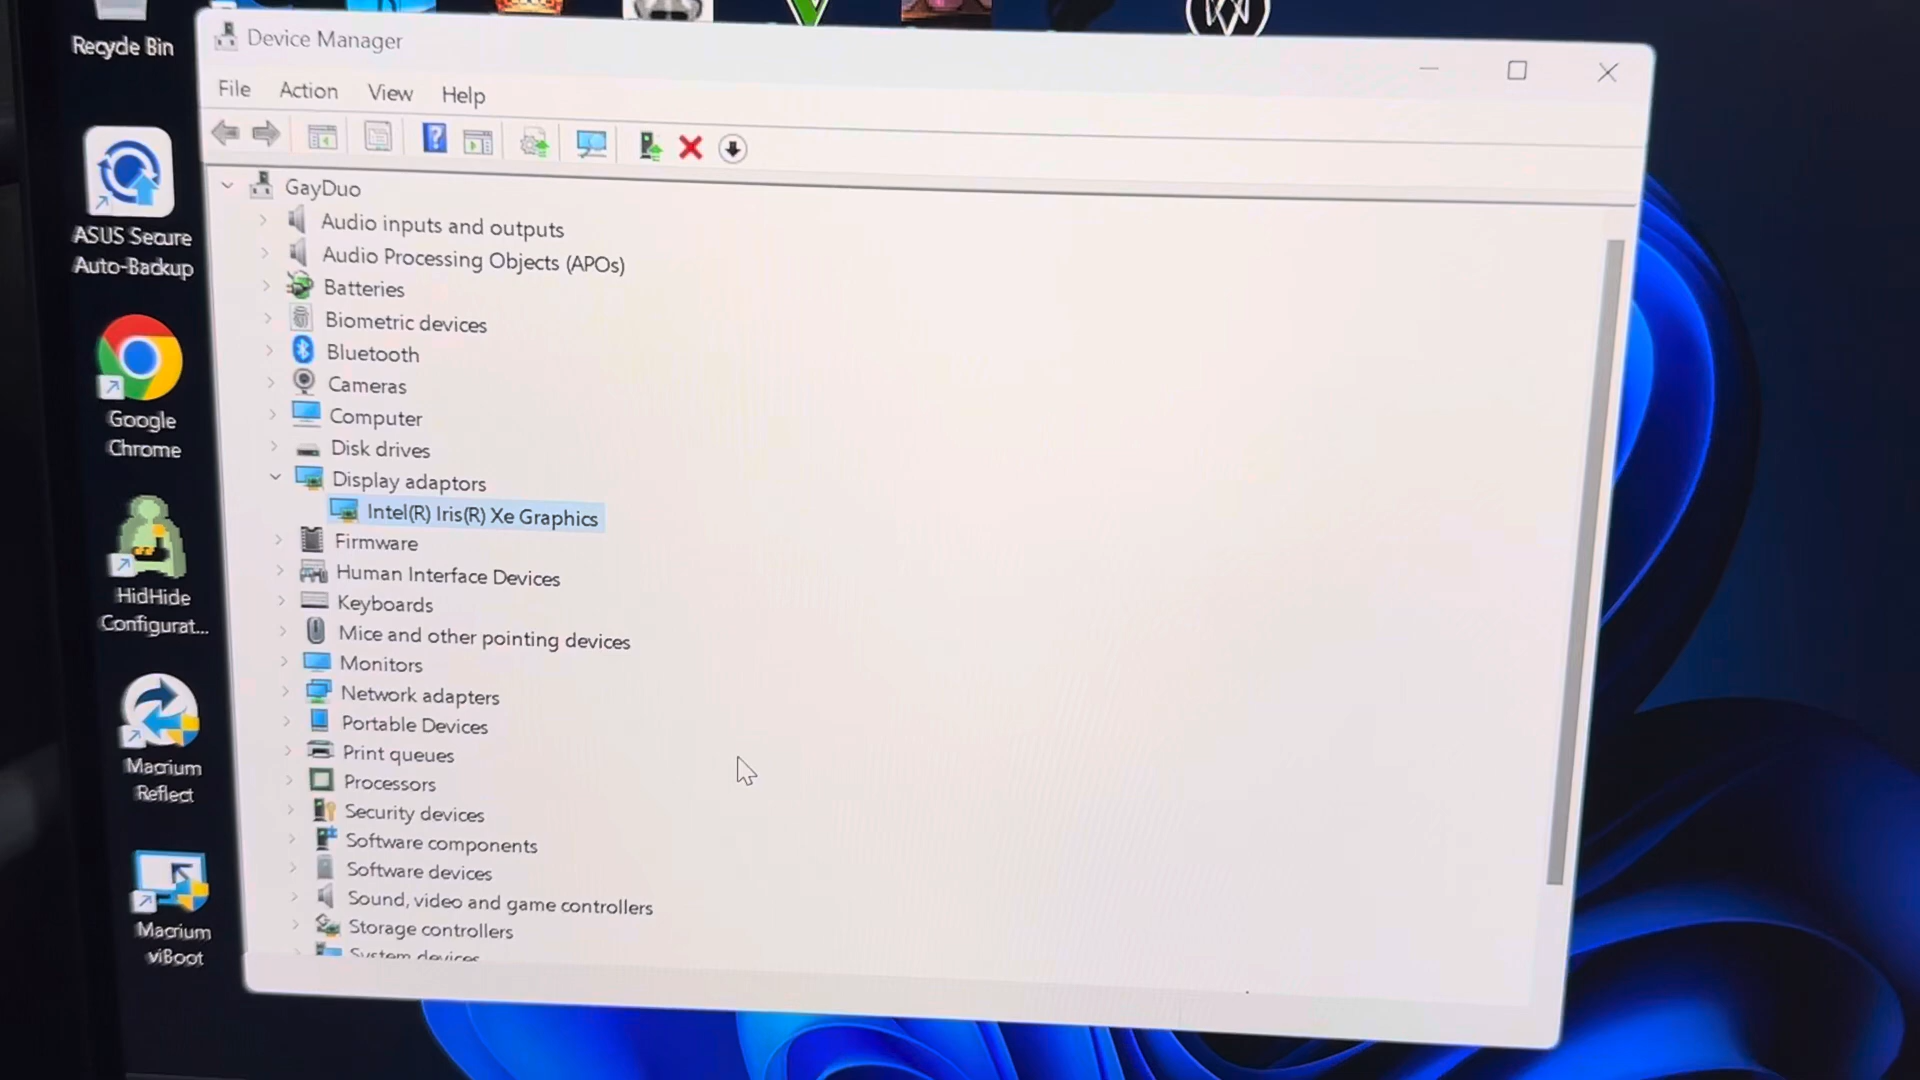 Recycle Bin
ASUS Secure
Auto-Backup
Google
Chrome
HidHide
Configurat...
Macrium
Reflect
Macrium
viBoot
Device Manager
File Action View Help
GayDuo
Audio inputs and outputs
Audio Processing Objects (APOs)
Batteries
Biometric devices
Bluetooth
Cameras
Computer
Disk drives
Display adaptors
Intel(R) Iris(R) Xe Graphics
Firmware
Human Interface Devices
Keyboards
Mice and other pointing devices
Monitors
Network adapters
Portable Devices
Print queues
Processors
Security devices
Software components
Software devices
Sound, video and game controllers
Storage controllers
System devices